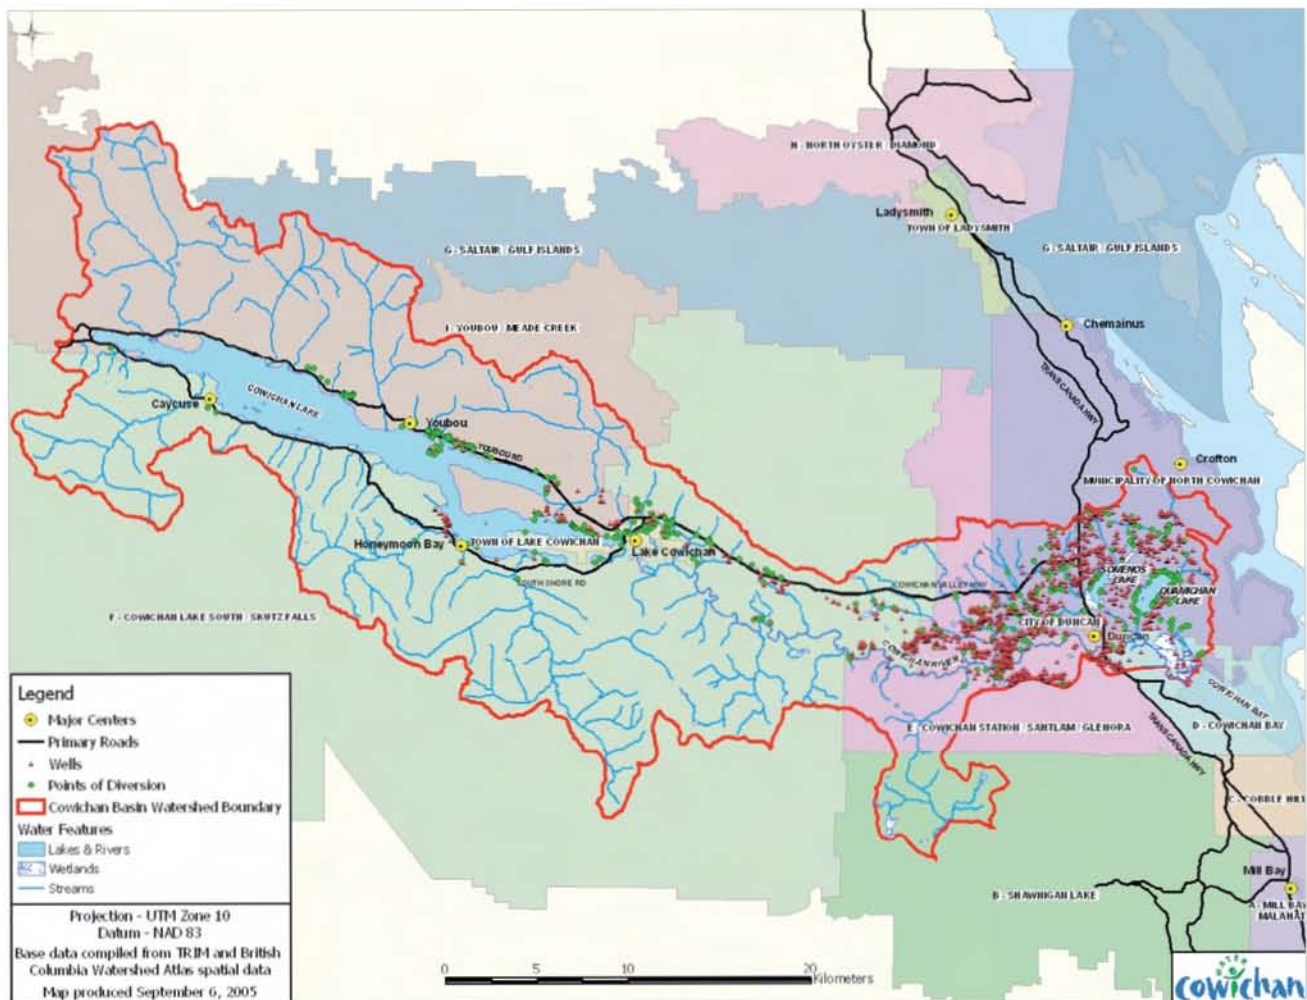 H - NORTH OYSTER / DIAMOND
Ladysmith
TOWN OF LADYSMITH
G - SALTAIR / GULF ISLANDS
G - SALTAIR / GULF ISLANDS
Chemainus
I - YOUBOU / MEADE CREEK
TRANS CANADA HWY
COWICHAN LAKE
Caycuse
Youbou
YOUBOU RD
Crofton
MUNICIPALITY OF NORTH COWICHAN
Honeymoon Bay
TOWN OF LAKE COWICHAN
Lake Cowichan
SOUTH SHORE RD
COWICHAN VALLEY HWY
SOMENOS
LAKE
QUAMICHAN
LAKE
F - COWICHAN LAKE SOUTH / SKUTZ FALLS
CITY OF DUNCAN
Duncan
COWICHAN RIVER
COWICHAN BAY
E - COWICHAN STATION / SAHTLAM / GLENORA
D - COWICHAN BAY
TRANS CANADA HWY
C - COBBLE HILL
Mill Bay
B - SHAWNIGAN LAKE
A - MILL BAY
MALAHAT
Legend
Major Centers
Primary Roads
Wells
Points of Diversion
Cowichan Basin Watershed Boundary
Water Features
Lakes & Rivers
Wetlands
Streams
Projection - UTM Zone 10
Datum - NAD 83
Base data compiled from TRIM and British
Columbia Watershed Atlas spatial data
Map produced September 6, 2005
0 5 10 20
Kilometers
cowichan